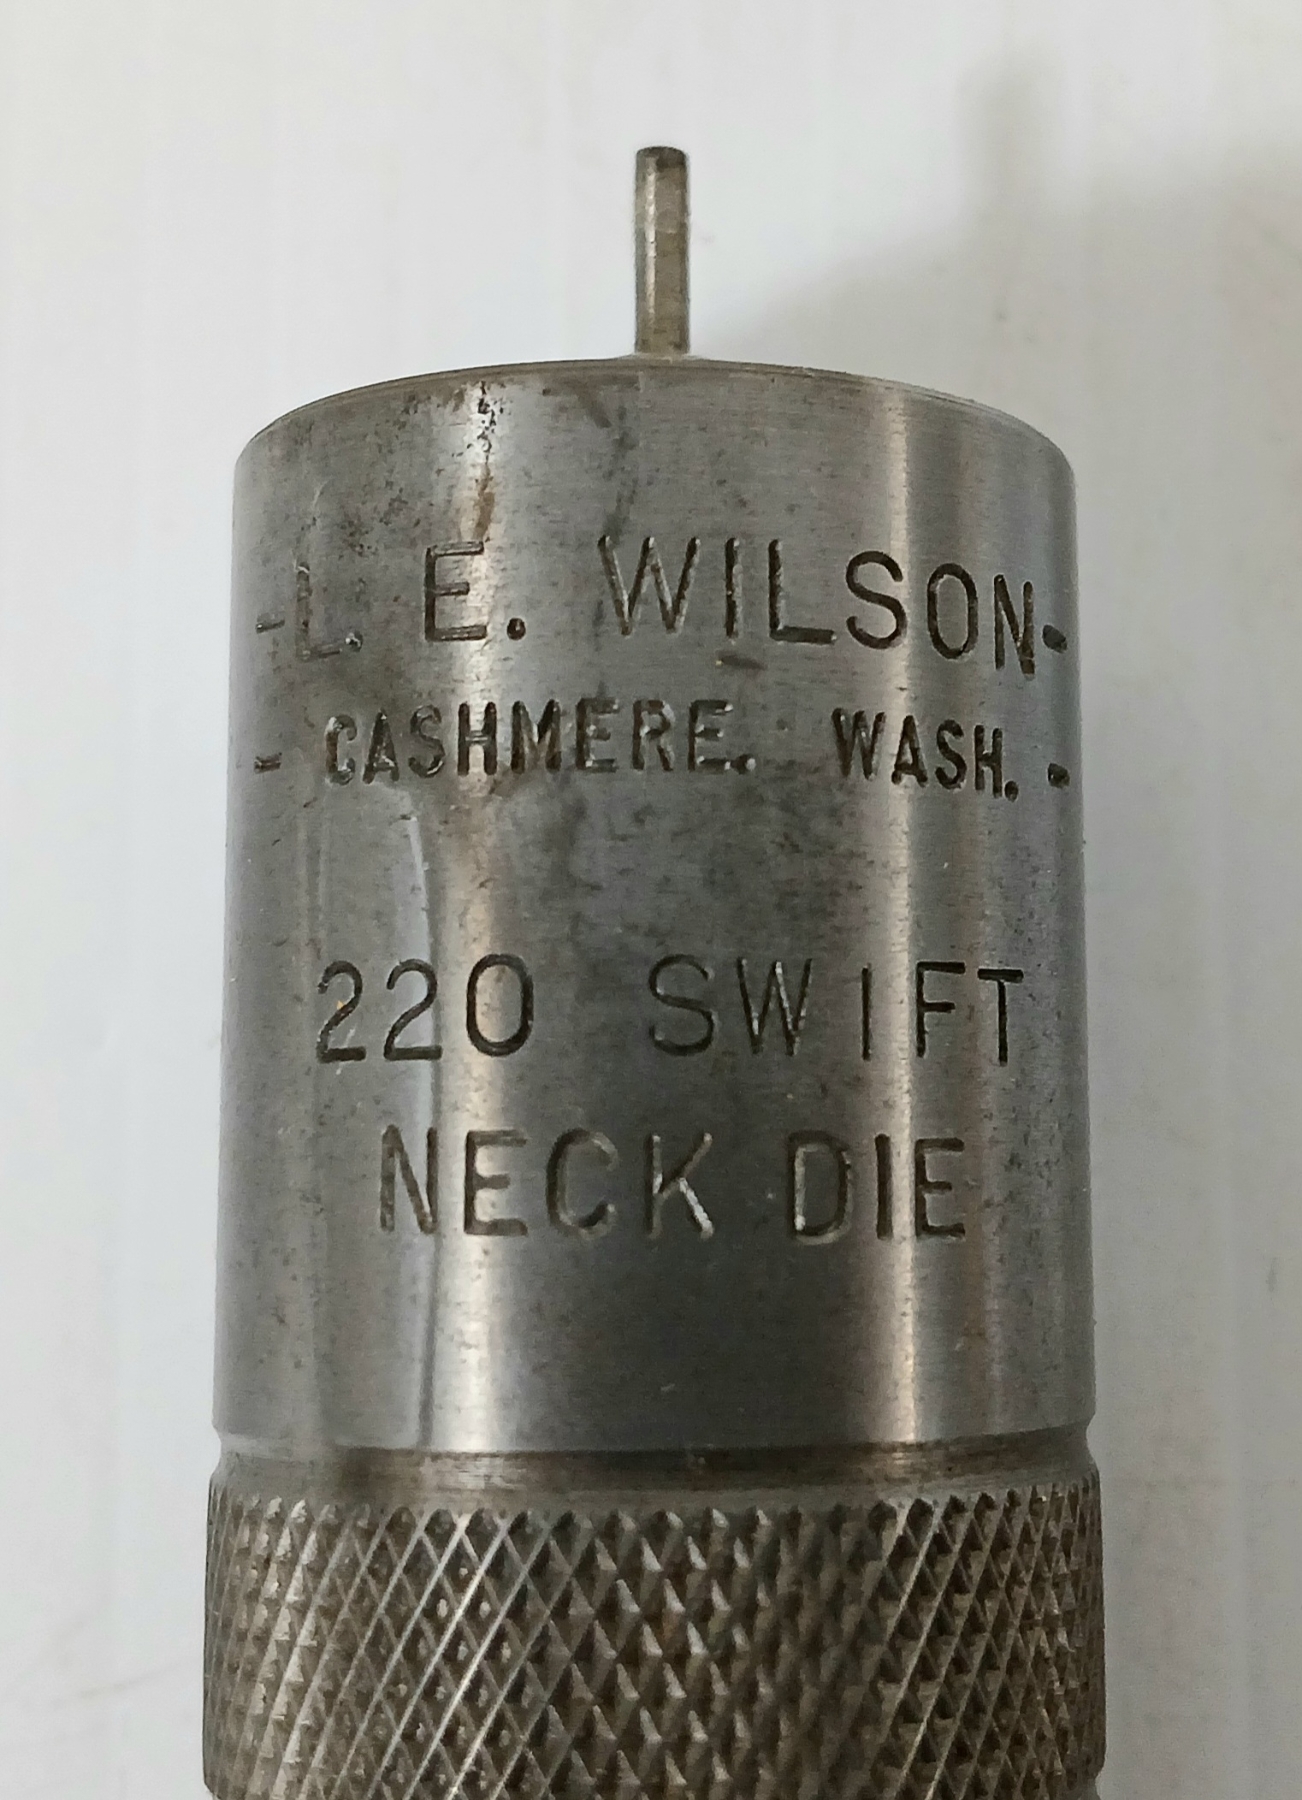 -L. E. WILSON-
- CASHMERE. WASH. -
220 SWIFT
NECK DIE